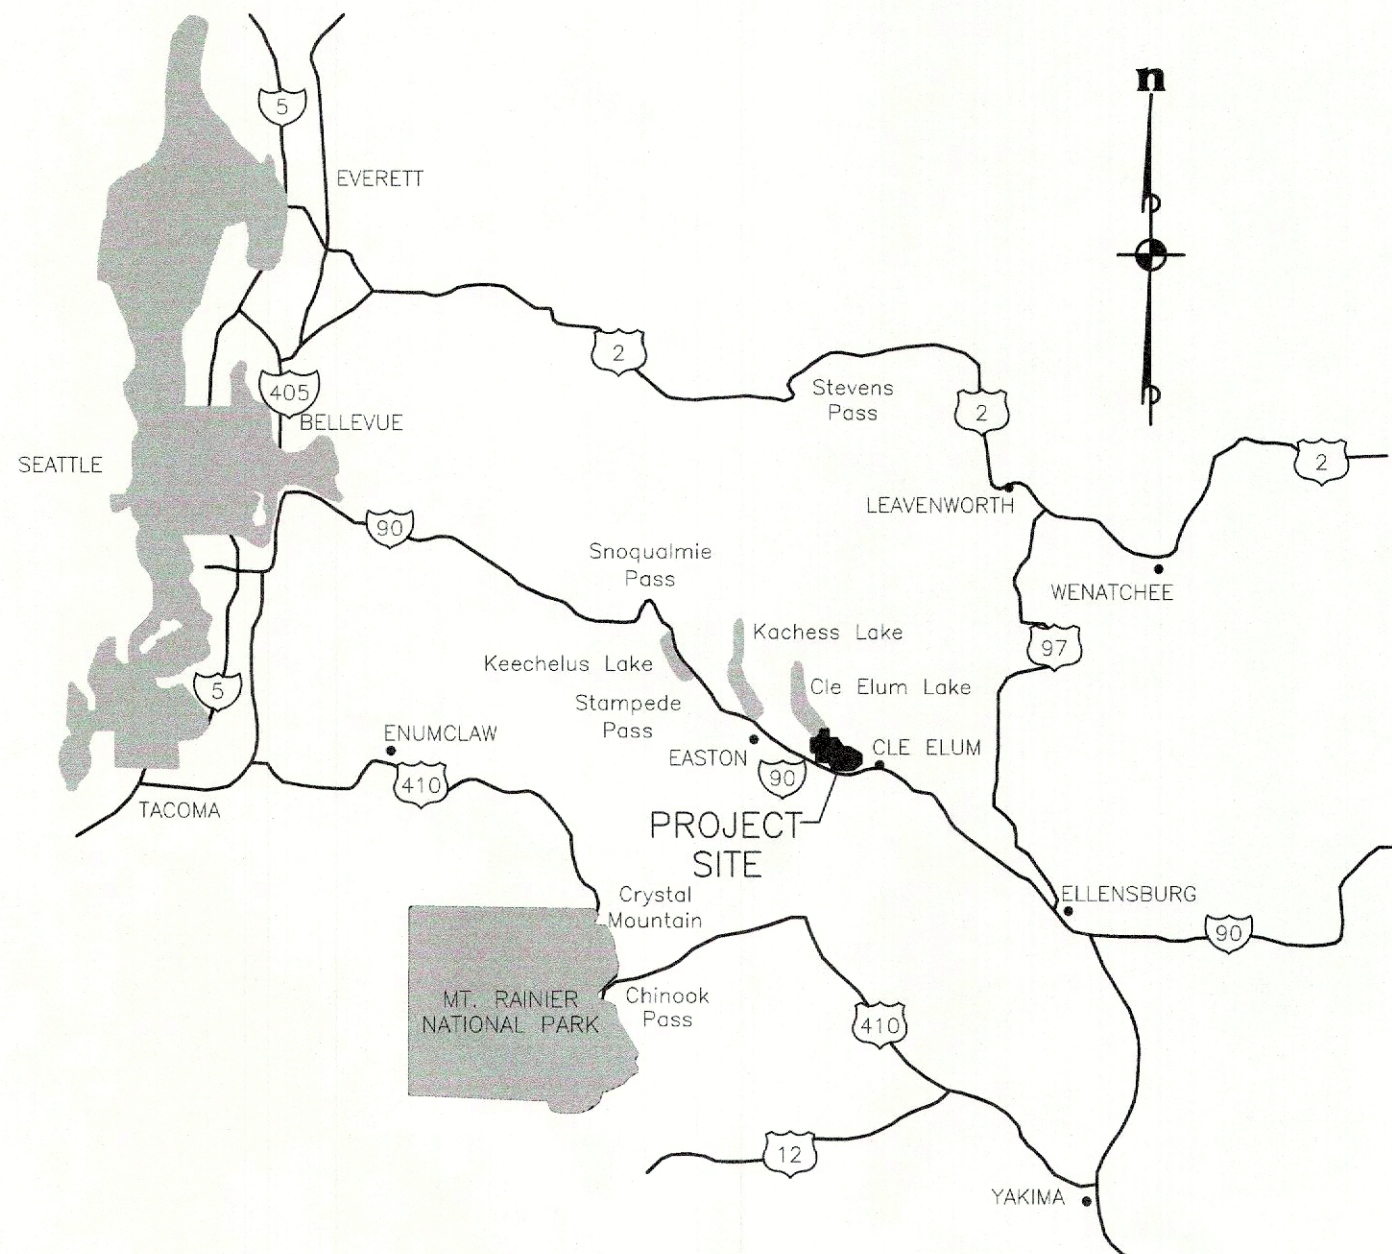 n
5
EVERETT
2
405
BELLEVUE
Stevens
Pass
2
SEATTLE
2
LEAVENWORTH
90
Snoqualmie
Pass
WENATCHEE
Kachess Lake
97
Keechelus Lake
Cle Elum Lake
5
Stampede
Pass
ENUMCLAW
EASTON
CLE ELUM
90
410
TACOMA
PROJECT
SITE
Crystal
Mountain
ELLENSBURG
90
MT. RAINIER
NATIONAL PARK
Chinook
Pass
410
12
YAKIMA